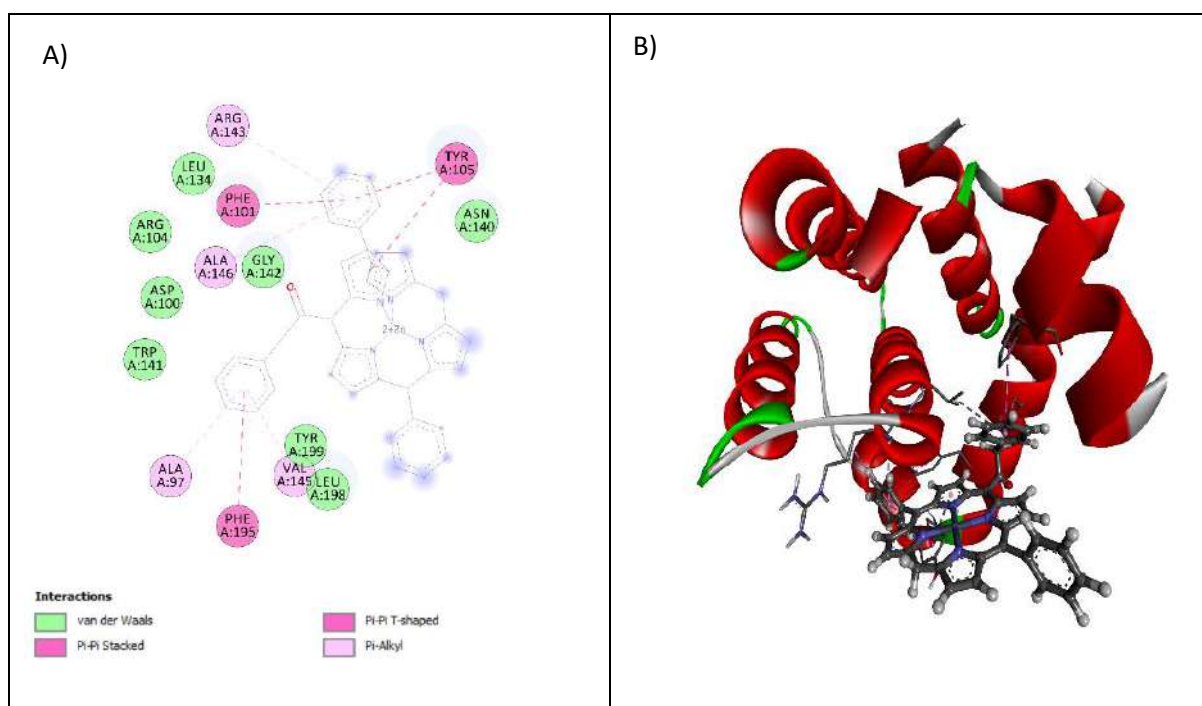 A)
B)
ARG
A:143
LEU
A:134
TYR
A:105
PHE
A:101
ASN
A:140
ARG
A:104
ALA
A:146
GLY
A:142
ASP
A:100
O
N
N
2+Zn
N
N
TRP
A:141
TYR
A:199
ALA
A:97
VAL
A:145
LEU
A:198
PHE
A:195
Interactions
van der Waals
Pi-Pi Stacked
Pi-Pi T-shaped
Pi-Alkyl